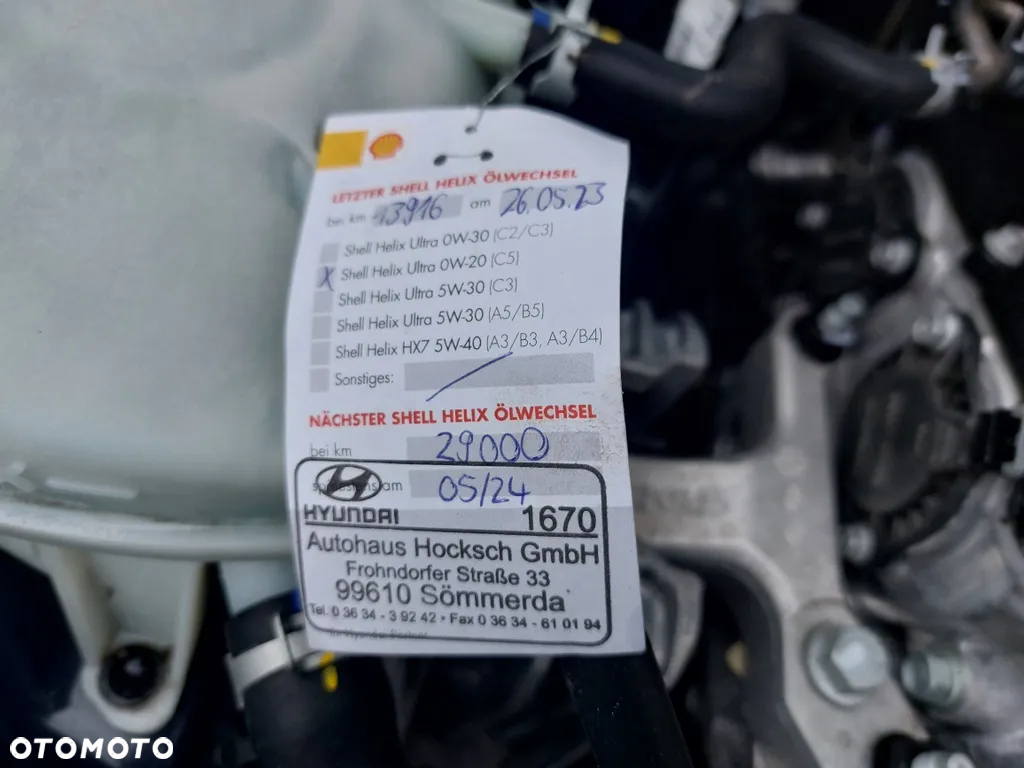 LETZTER SHELL HELIX ÖLWECHSEL
bei km 13916 am 26.05.23
Shell Helix Ultra 0W-30 (C2/C3)
X Shell Helix Ultra 0W-20 (C5)
Shell Helix Ultra 5W-30 (C3)
Shell Helix Ultra 5W-30 (A5/B5)
Shell Helix HX7 5W-40 (A3/B3, A3/B4)
Sonstiges:
NÄCHSTER SHELL HELIX ÖLWECHSEL
bei km 29000
am 05/24
HYUNDAI 1670
Autohaus Hocksch GmbH
Frohndorfer Straße 33
99610 Sömmerda
Tel. 0 36 34 - 3 92 42 • Fax 0 36 34 - 61 01 94
OTOMOTO